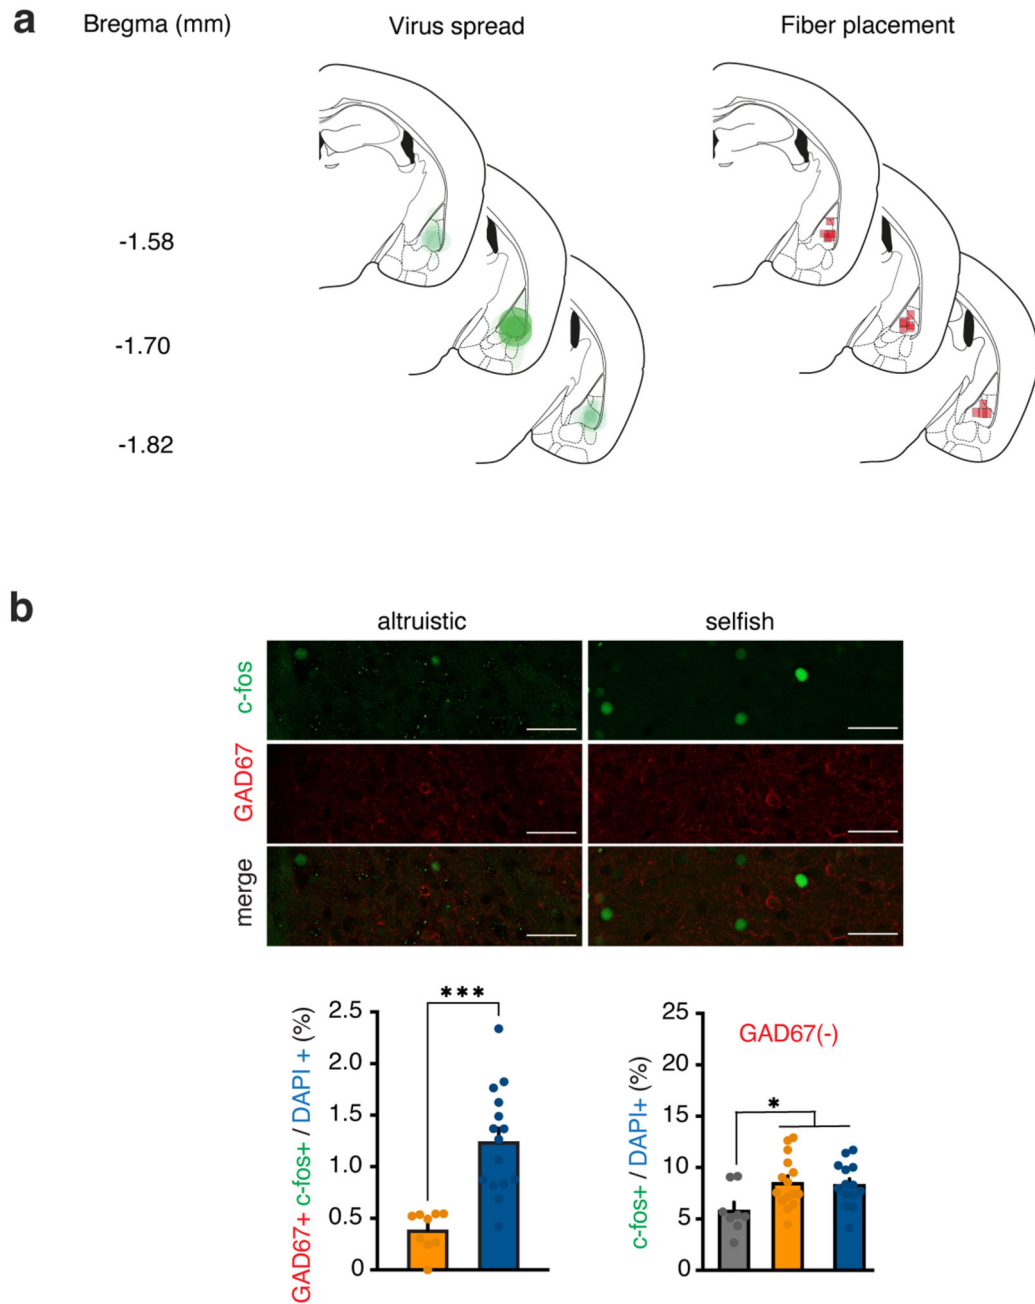 a
Bregma (mm)
Virus spread
Fiber placement
-1.58
-1.70
-1.82
b
altruistic
selfish
c-fos
GAD67
merge
GAD67+ c-fos+ / DAPI + (%)
2.5
2.0
1.5
1.0
0.5
0
***
c-fos+ / DAPI+ (%)
25
20
15
10
5
0
GAD67(-)
*